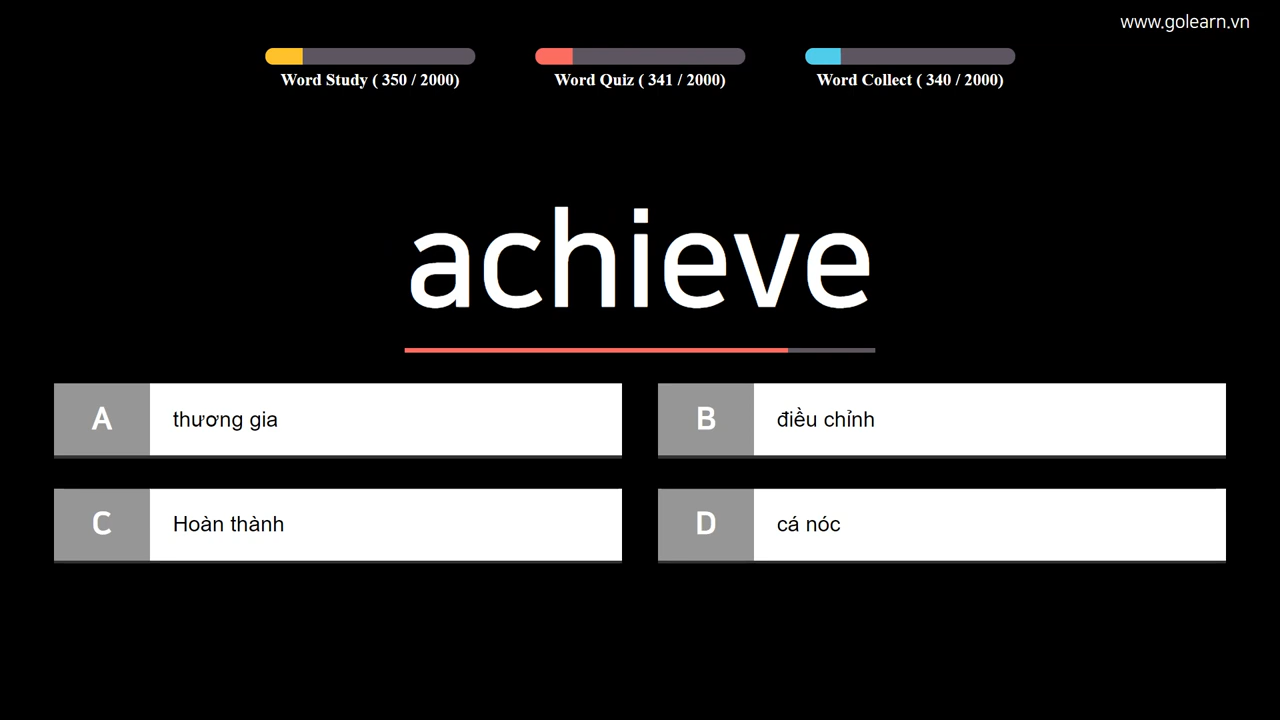 www.golearn.vn
Word Study ( 350 / 2000)
Word Quiz ( 341 / 2000)
Word Collect ( 340 / 2000)
achieve
A
thương gia
B
điều chỉnh
C
Hoàn thành
D
cá nóc